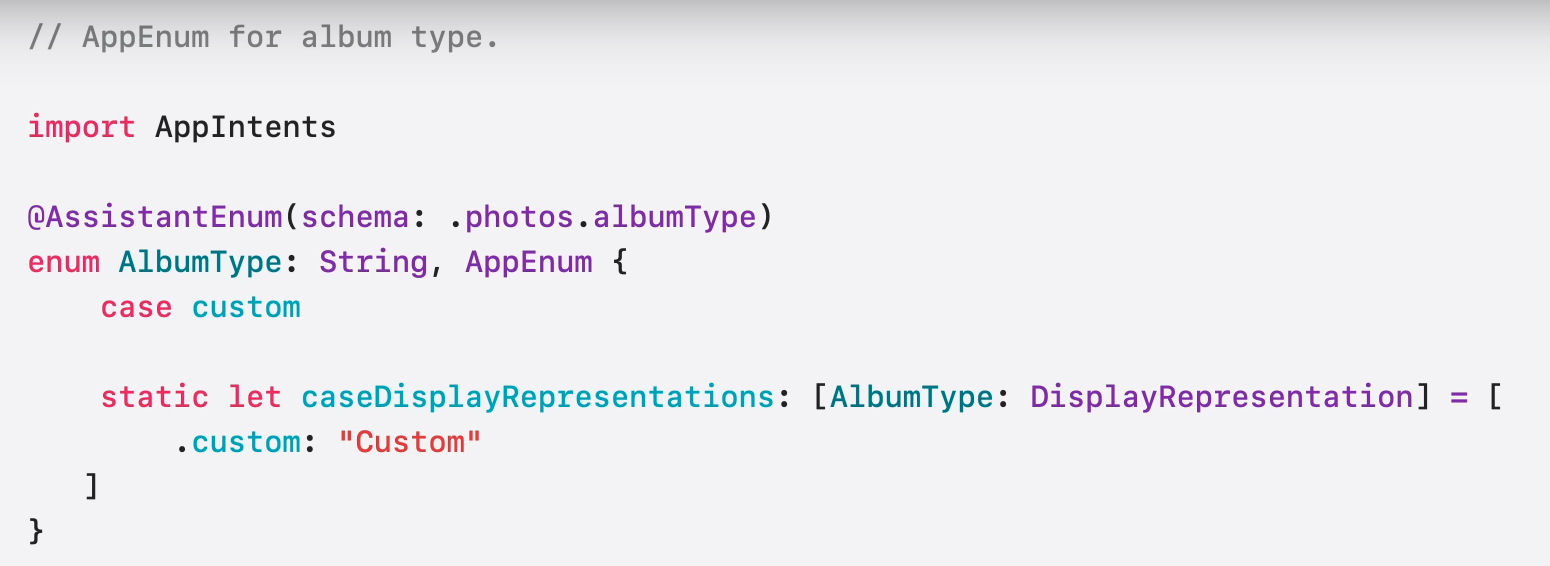 // AppEnum for album type.
import AppIntents
@AssistantEnum(schema: .photos.albumType)
enum AlbumType: String, AppEnum {
    case custom
    static let caseDisplayRepresentations: [AlbumType: DisplayRepresentation] = [
        .custom: "Custom"
   ]
}